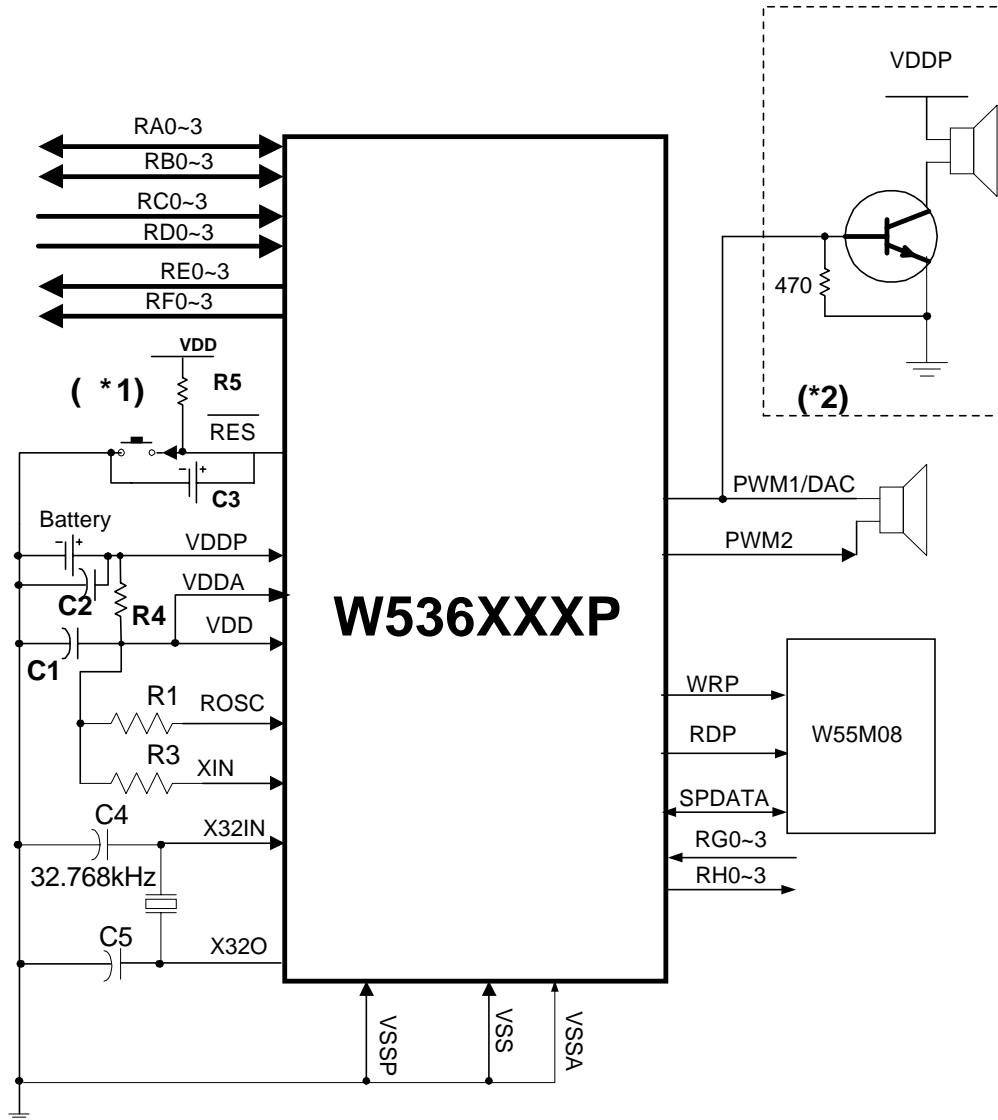 VDDP
RA0~3
RB0~3
RC0~3
RD0~3
RE0~3
RF0~3
470
VDD
( *1)
R5
(*2)
RES
- +
C3
PWM1/DAC
Battery
- +
VDDP
PWM2
VDDA
C2
R4
W536XXXP
VDD
C1
R1
ROSC
WRP
W55M08
R3
XIN
RDP
C4
X32IN
SPDATA
32.768kHz
RG0~3
RH0~3
C5
X32O
VSSP
VSS
VSSA